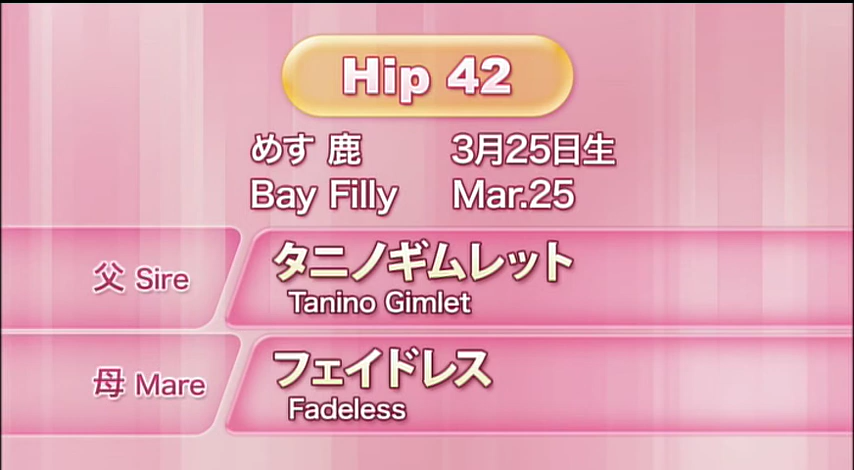 Hip 42
めす 鹿 3月25日生
Bay Filly Mar.25
父 Sire タニノギムレット
Tanino Gimlet
母 Mare フェイドレス
Fadeless